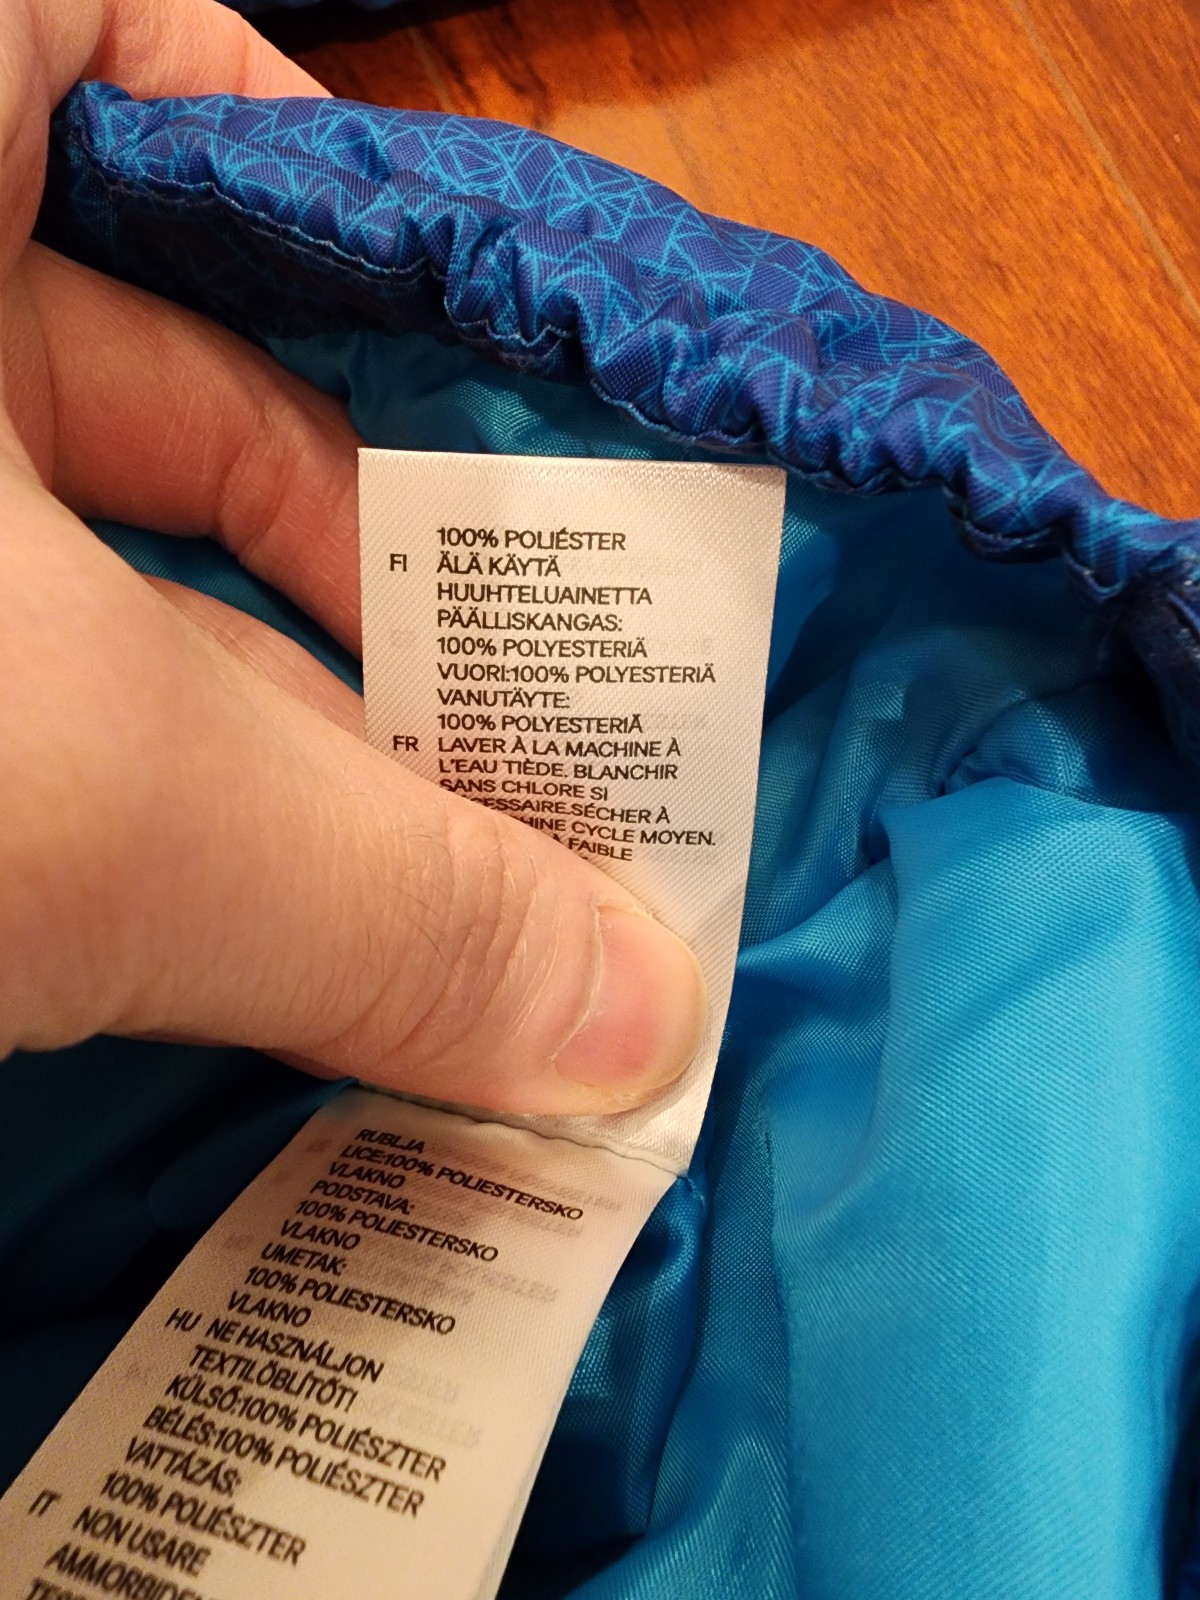 100% POLIÉSTER
FI ÄLÄ KÄYTÄ
HUUHTELUAINETTA
PÄÄLLISKANGAS:
100% POLYESTERIÄ
VUORI:100% POLYESTERIÄ
VANUTÄYTE:
100% POLYESTERIÄ
FR LAVER À LA MACHINE À
L'EAU TIÈDE. BLANCHIR
SANS CHLORE SI
SÉCHER À
CYCLE MOYEN.
À FAIBLE
RUBLJA
LICE:100% POLIESTERSKO
VLAKNO
PODSTAVA:
100% POLIESTERSKO
VLAKNO
UMETAK:
100% POLIESTERSKO
VLAKNO
HU NE HASZNÁLJON
TEXTILÖBLÍTŐTI
KÜLSŐ:100% POLIÉSZTER
BÉLÉS:100% POLIÉSZTER
VATTÁZÁS:
100% POLIÉSZTER
IT NON USARE